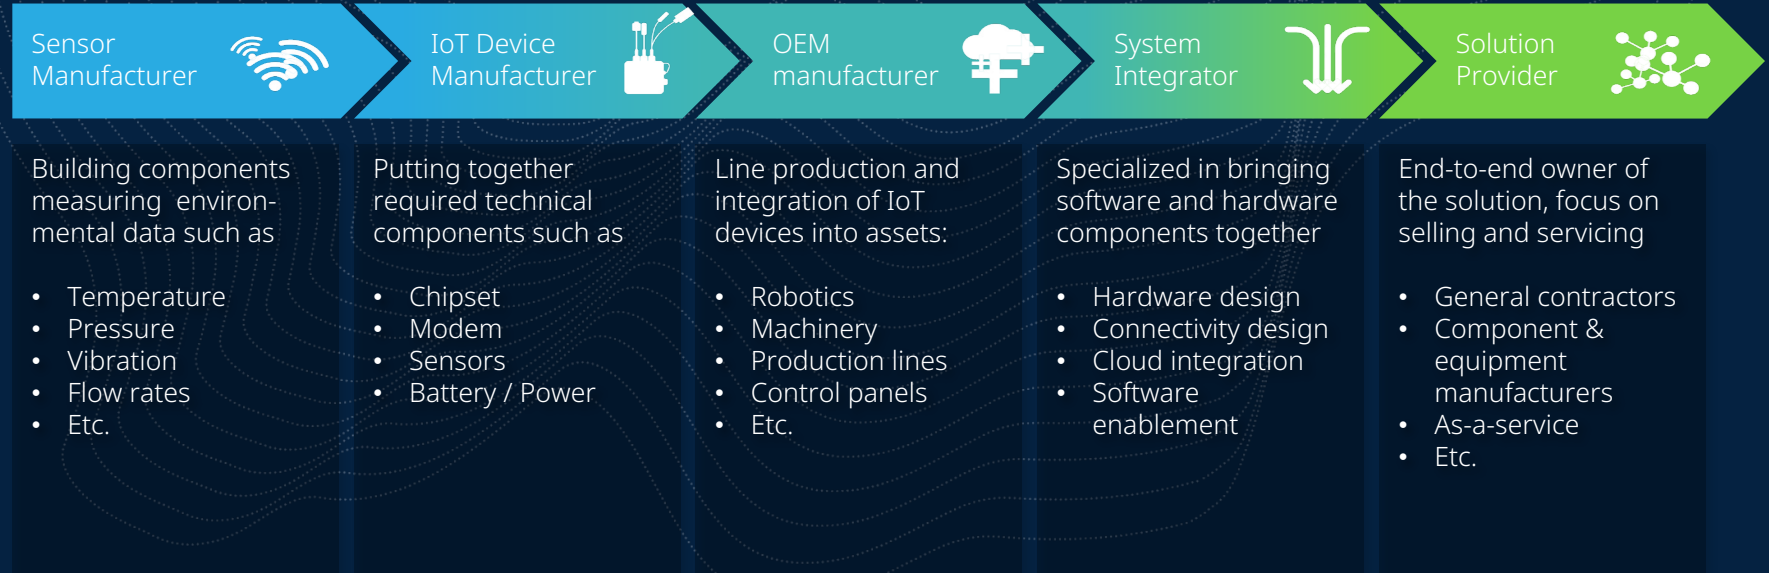 Sensor
Manufacturer
IoT Device
Manufacturer
OEM
manufacturer
System
Integrator
Solution
Provider
Building components
measuring  environ-
mental data such as
• Temperature
• Pressure
• Vibration
• Flow rates
• Etc.
Putting together
required technical
components such as
• Chipset
• Modem
• Sensors
• Battery / Power
Line production and
integration of IoT
devices into assets:
• Robotics
• Machinery
• Production lines
• Control panels
• Etc.
Specialized in bringing
software and hardware
components together
• Hardware design
• Connectivity design
• Cloud integration
• Software
enablement
End-to-end owner of
the solution, focus on
selling and servicing
• General contractors
• Component &
equipment
manufacturers
• As-a-service
• Etc.